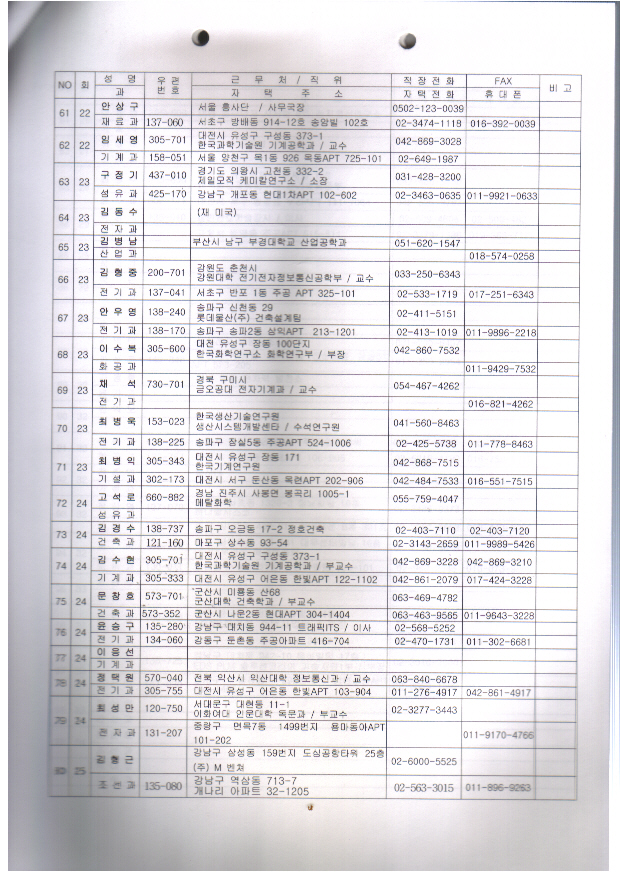 NO 회 성 명 우 편 근 무 처 / 직 위 직 장 전 화 FAX 비 고
과 번 호 자 택 주 소 자 택 전 화 휴 대 폰
61 22 안 상 구 서울 흥사단 / 사무국장 0502-123-0039
재 료 과 137-060 서초구 방배동 914-12호 숭암빌 102호 02-3474-1118 016-392-0039
62 22 임 세 영 305-701 대전시 유성구 구성동 373-1
한국과학기술원 기계공학과 / 교수 042-869-3028
기 계 과 158-051 서울 양천구 목1동 926 목동APT 725-101 02-649-1987
63 23 구 정 기 437-010 경기도 의왕시 고천동 332-2
제일모직 케미칼연구소 / 소장 031-428-3200
섬 유 과 425-170 강남구 개포동 현대1차APT 102-602 02-3463-0635 011-9921-0633
64 23 김 동 수 (재 미국)
전 자 과
65 23 김 병 남 부산시 남구 부경대학교 산업공학과 051-620-1547
산 업 과 018-574-0258
66 23 김 형 중 200-701 강원도 춘천시
강원대학 전기전자정보통신공학부 / 교수 033-250-6343
전 기 과 137-041 서초구 반포 1동 주공 APT 325-101 02-533-1719 017-251-6343
67 23 안 우 영 138-240 송파구 신천동 29
롯데물산(주) 건축설계팀 02-411-5151
전 기 과 138-170 송파구 송파2동 삼익APT 213-1201 02-413-1019 011-9896-2218
68 23 이 수 복 305-600 대전 유성구 장동 100단지
한국화학연구소 화학연구부 / 부장 042-860-7532
화 공 과 011-9429-7532
69 23 채 석 730-701 경북 구미시
금오공대 전자기계과 / 교수 054-467-4262
전 기 과 016-821-4262
70 23 최 병 욱 153-023 한국생산기술연구원
생산시스템개발센타 / 수석연구원 041-560-8463
전 기 과 138-225 송파구 잠실5동 주공APT 524-1006 02-425-5738 011-778-8463
71 23 최 병 익 305-343 대전시 유성구 장동 171
한국기계연구원 042-868-7515
기 설 과 302-173 대전시 서구 둔산동 목련APT 202-906 042-484-7533 016-551-7515
72 24 고 석 로 660-882 경남 진주시 사봉면 봉곡리 1005-1
메탈화학 055-759-4047
섬 유 과
73 24 김 경 수 138-737 송파구 오금동 17-2 정호건축 02-403-7110 02-403-7120
건 축 과 121-160 마포구 상수동 93-54 02-3143-2659 011-9989-5426
74 24 김 수 현 305-701 대전시 유성구 구성동 373-1
한국과학기술원 기계공학과 / 부교수 042-869-3228 042-869-3210
기 계 과 305-333 대전시 유성구 어은동 한빛APT 122-1102 042-861-2079 017-424-3228
75 24 문 창 호 573-701 군산시 미룡동 산68
군산대학 건축학과 / 부교수 063-469-4782
건 축 과 573-352 군산시 나운2동 현대APT 304-1404 063-463-9565 011-9643-3228
76 24 윤 승 구 135-280 강남구 대치동 944-11 트래픽ITS / 이사 02-568-5252
전 기 과 134-060 강동구 둔촌동 주공아파트 416-704 02-470-1731 011-302-6681
77 24 이 용 선
기 계 과
78 24 정 택 원 570-040 전북 익산시 익산대학 정보통신과 / 교수 063-840-6678
전 기 과 305-755 대전시 유성구 어은동 한빛APT 103-904 011-276-4917 042-861-4917
79 24 최 성 만 120-750 서대문구 대현동 11-1
이화여대 인문대학 독문과 / 부교수 02-3277-3443
전 자 과 131-207 중랑구 면목7동 1499번지 용마동아APT
101-202 011-9170-4766
80 25 김 형 근 강남구 삼성동 159번지 도심공항타워 25층
(주) M 벤쳐 02-6000-5525
조 선 과 135-080 강남구 역삼동 713-7
개나리 아파트 32-1205 02-563-3015 011-896-9263